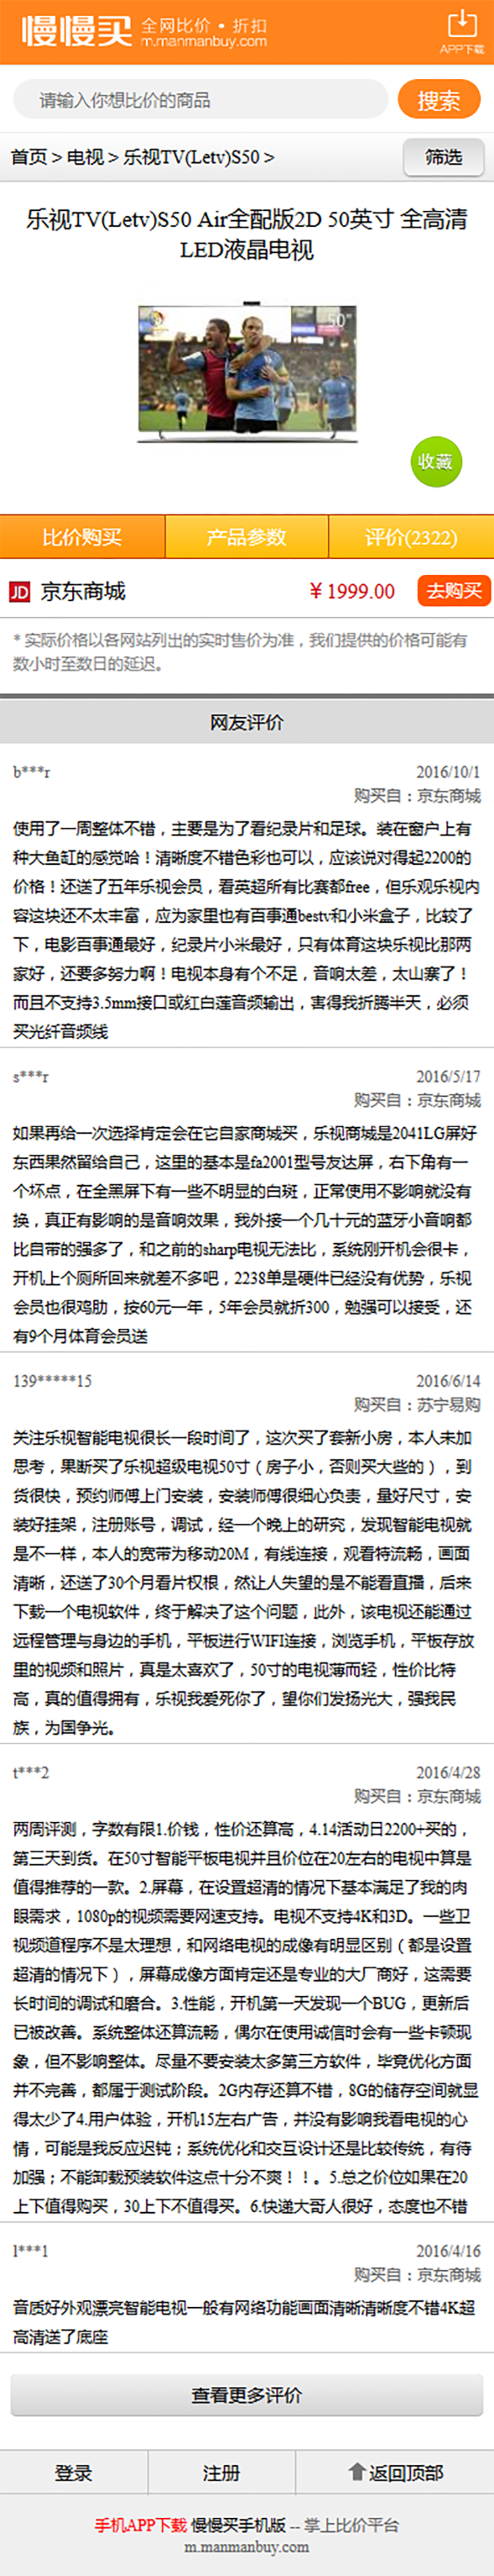 慢慢买 全网比价·折扣
m.manmanbuy.com
APP下载
请输入你想比价的商品 搜索
首页 > 电视 > 乐视TV(Letv)S50 > 筛选
乐视TV(Letv)S50 Air全配版2D 50英寸 全高清
LED液晶电视
50"
收藏
比价购买 产品参数 评价(2322)
JD 京东商城 ￥1999.00 去购买
* 实际价格以各网站列出的实时售价为准，我们提供的价格可能有
数小时至数日的延迟。
网友评价
b***r 2016/10/1
购买自：京东商城
使用了一周整体不错，主要是为了看纪录片和足球。装在窗户上有
种大鱼缸的感觉哈！清晰度不错色彩也可以，应该说对得起2200的
价格！还送了五年乐视会员，看英超所有比赛都free，但乐观乐视内
容这块还不太丰富，应为家里也有百事通bestv和小米盒子，比较了
下，电影百事通最好，纪录片小米最好，只有体育这块乐视比那两
家好，还要多努力啊！电视本身有个不足，音响太差，太山寨了！
而且不支持3.5mm接口或红白莲音频输出，害得我折腾半天，必须
买光纤音频线
s***r 2016/5/17
购买自：京东商城
如果再给一次选择肯定会在它自家商城买，乐视商城是2041LG屏好
东西果然留给自己，这里的基本是fa2001型号友达屏，右下角有一
个坏点，在全黑屏下有一些不明显的白斑，正常使用不影响就没有
换，真正有影响的是音响效果，我外接一个几十元的蓝牙小音响都
比自带的强多了，和之前的sharp电视无法比，系统刚开机会很卡，
开机上个厕所回来就差不多吧，2238单是硬件已经没有优势，乐视
会员也很鸡肋，按60元一年，5年会员就折300，勉强可以接受，还
有9个月体育会员送
139*****15 2016/6/14
购买自：苏宁易购
关注乐视智能电视很长一段时间了，这次买了套新小房，本人未加
思考，果断买了乐视超级电视50寸（房子小，否则买大些的），到
货很快，预约师傅上门安装，安装师傅很细心负责，量好尺寸，安
装好挂架，注册账号，调试，经一个晚上的研究，发现智能电视就
是不一样，本人的宽带为移动20M，有线连接，观看特流畅，画面
清晰，还送了30个月看片权根，然让人失望的是不能看直播，后来
下载一个电视软件，终于解决了这个问题，此外，该电视还能通过
远程管理与身边的手机，平板进行WIFI连接，浏览手机，平板存放
里的视频和照片，真是太喜欢了，50寸的电视薄而轻，性价比特
高，真的值得拥有，乐视我爱死你了，望你们发扬光大，强我民
族，为国争光。
t***2 2016/4/28
购买自：京东商城
两周评测，字数有限1.价钱，性价还算高，4.14活动日2200+买的，
第三天到货。在50寸智能平板电视并且价位在20左右的电视中算是
值得推荐的一款。2.屏幕，在设置超清的情况下基本满足了我的肉
眼需求，1080p的视频需要网速支持。电视不支持4K和3D。一些卫
视频道程序不是太理想，和网络电视的成像有明显区别（都是设置
超清的情况下），屏幕成像方面肯定还是专业的大厂商好，这需要
长时间的调试和磨合。3.性能，开机第一天发现一个BUG，更新后
已被改善。系统整体还算流畅，偶尔在使用诚信时会有一些卡顿现
象，但不影响整体。尽量不要安装太多第三方软件，毕竟优化方面
并不完善，都属于测试阶段。2G内存还算不错，8G的储存空间就显
得太少了4.用户体验，开机15左右广告，并没有影响我看电视的心
情，可能是我反应迟钝；系统优化和交互设计还是比较传统，有待
加强；不能卸载预装软件这点十分不爽！！。5.总之价位如果在20
上下值得购买，30上下不值得买。6.快递大哥人很好，态度也不错
l***1 2016/4/16
购买自：京东商城
音质好外观漂亮智能电视一般有网络功能画面清晰清晰度不错4K超
高清送了底座
查看更多评价
登录 注册 返回顶部
手机APP下载 慢慢买手机版 -- 掌上比价平台
m.manmanbuy.com